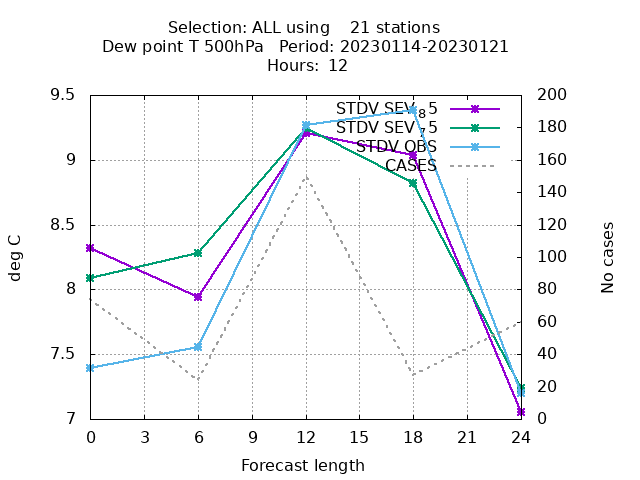 Selection: ALL using    21 stations
Dew point T 500hPa   Period: 20230114-20230121
Hours: 12
9.5 200
STDV SEV8 5
STDV SEV7 5 180
STDV OBS
9 CASES 160
140
8.5 120
deg C 100 No cases
8 80
60
7.5 40
20
7 0
0 3 6 9 12 15 18 21 24
Forecast length